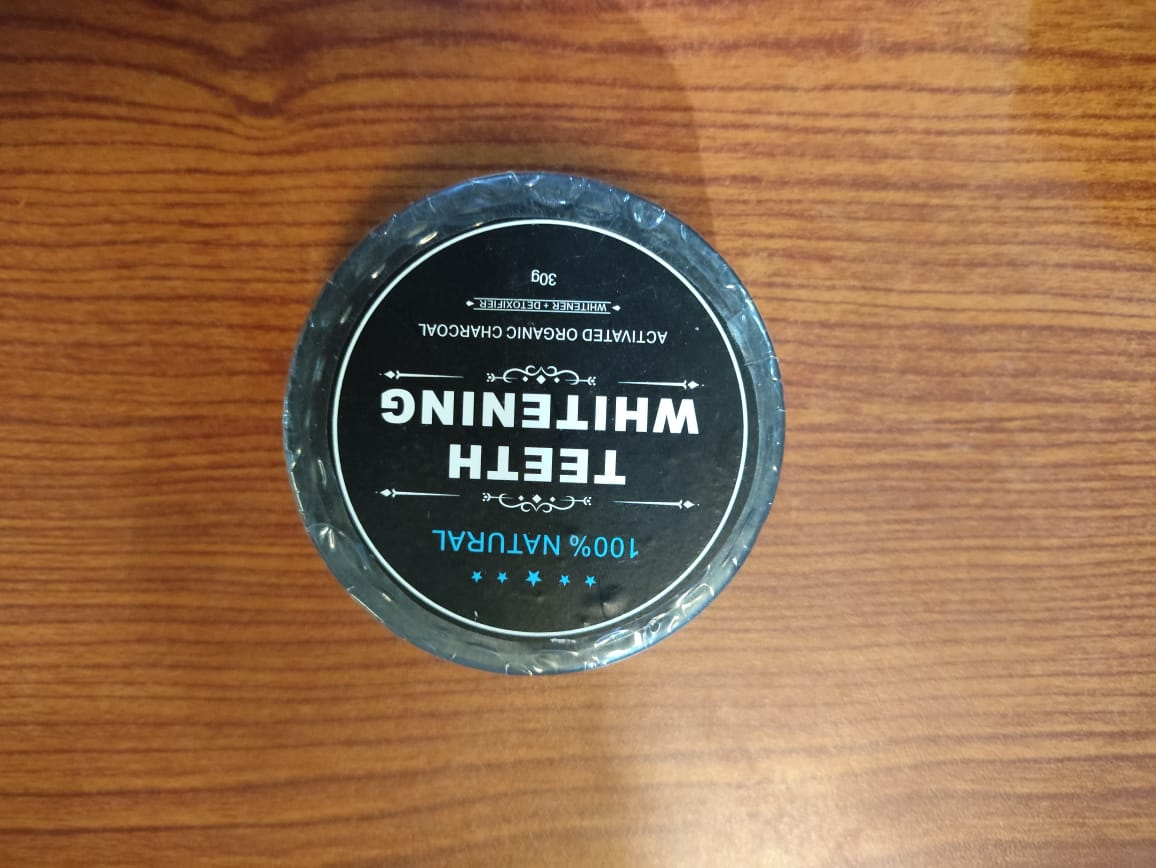 100% NATURAL
TEETH
WHITENING
ACTIVATED ORGANIC CHARCOAL
WHITENER + DETOXIFIER
30g